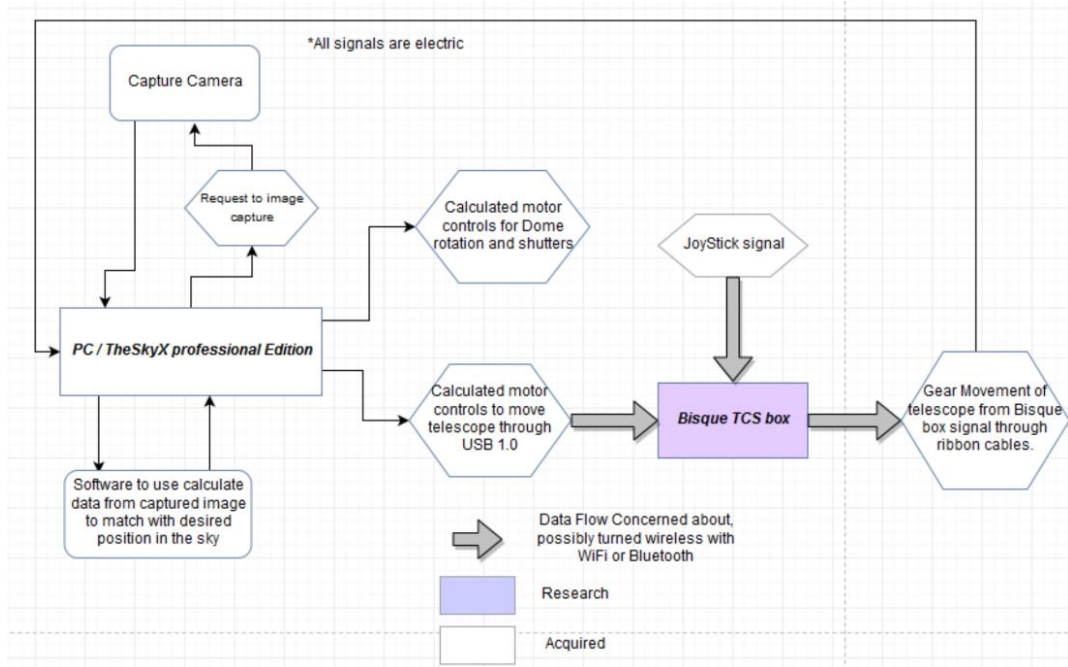 *All signals are electric
Capture Camera
Request to image
capture
Calculated motor
controls for Dome
rotation and shutters
JoyStick signal
PC / TheSkyX professional Edition
Calculated motor
controls to move
telescope through
USB 1.0
Bisque TCS box
Gear Movement of
telescope from Bisque
box signal through
ribbon cables.
Software to use calculate
data from captured image
to match with desired
position in the sky
Data Flow Concerned about,
possibly turned wireless with
WiFi or Bluetooth
Research
Acquired